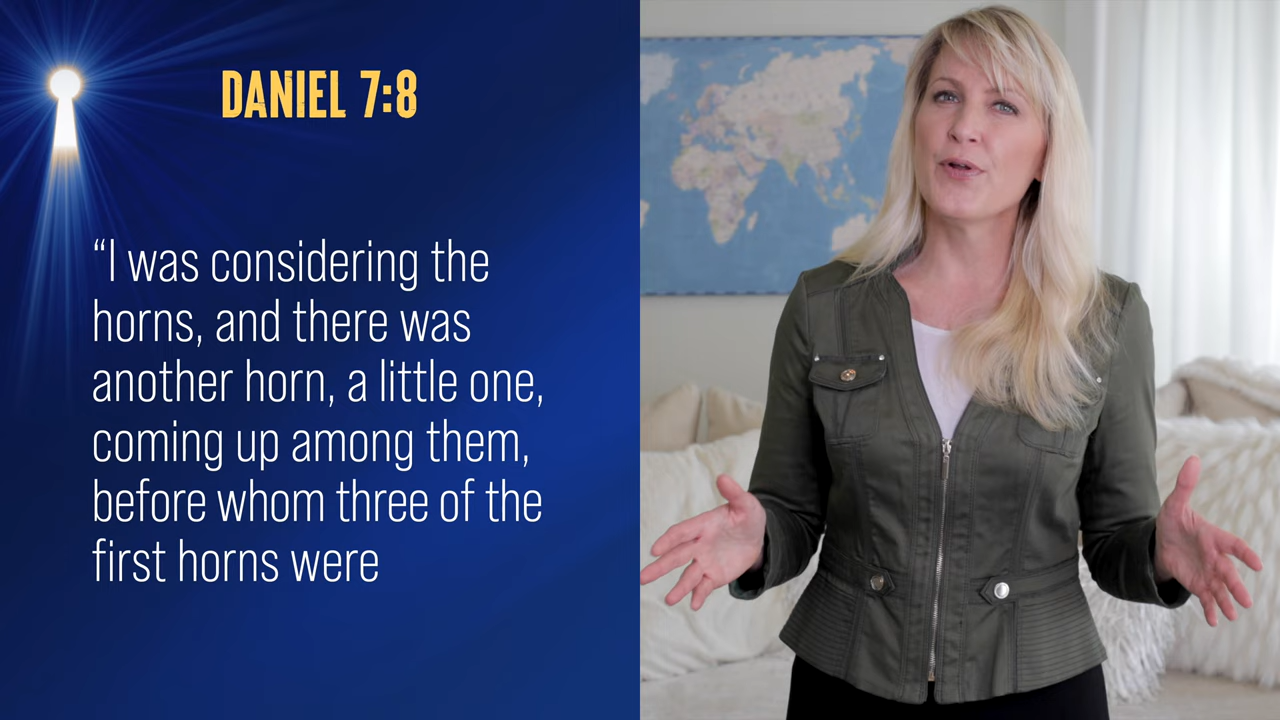 DANIEL 7:8
“I was considering the
horns, and there was
another horn, a little one,
coming up among them,
before whom three of the
first horns were